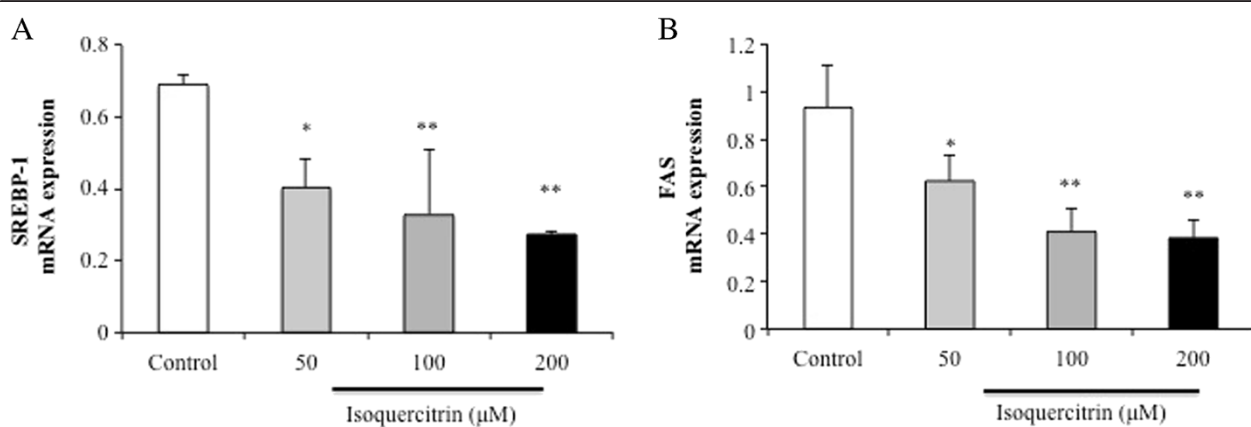 A
SREBP-1
mRNA expression
0.8
0.6
0.4
0.2
0
*
**
**
Control 50 100 200
Isoquercitrin (μM)
B
FAS
mRNA expression
1.2
1
0.8
0.6
0.4
0.2
0
*
**
**
Control 50 100 200
Isoquercitrin (μM)